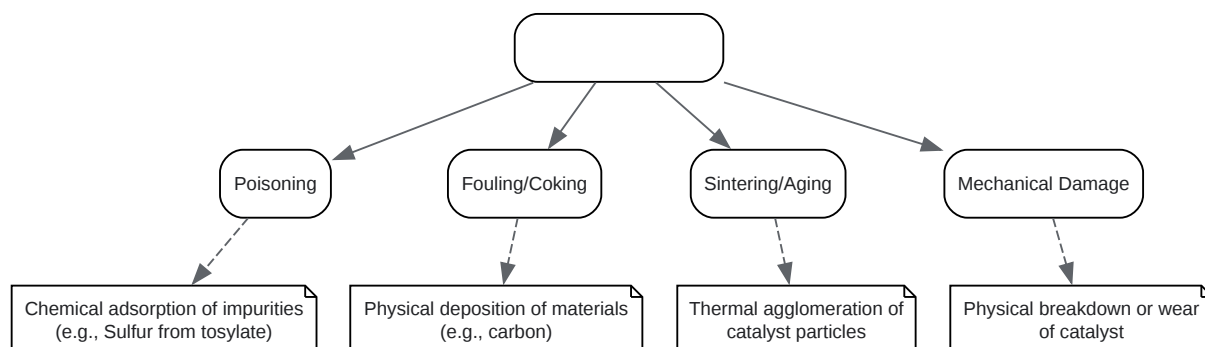 Poisoning
Fouling/Coking
Sintering/Aging
Mechanical Damage
Chemical adsorption of impurities
(e.g., Sulfur from tosylate)
Physical deposition of materials
(e.g., carbon)
Thermal agglomeration of
catalyst particles
Physical breakdown or wear
of catalyst